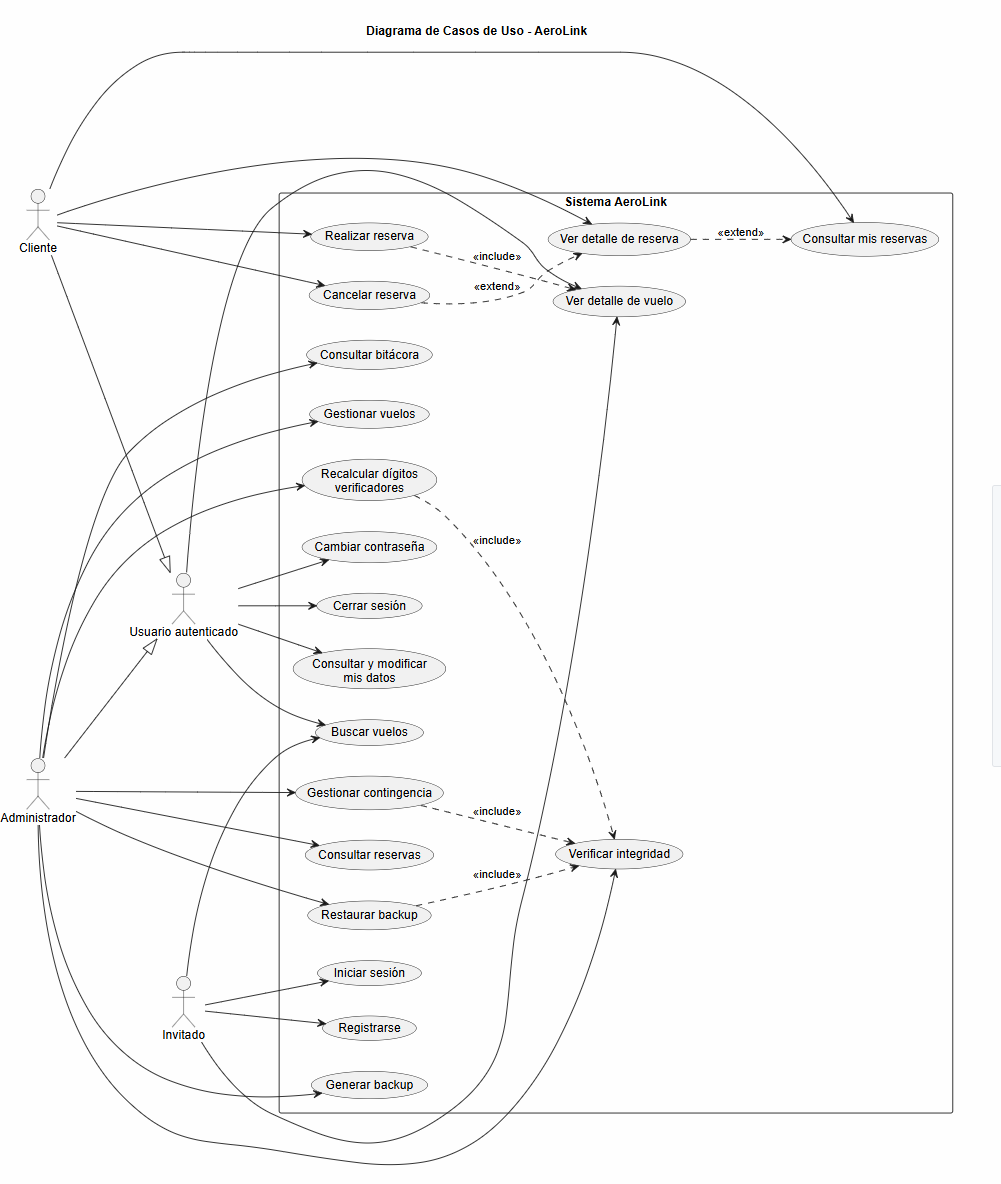 Diagrama de Casos de Uso - AeroLink
Sistema AeroLink
Cliente
Realizar reserva
Ver detalle de reserva
«extend»
Consultar mis reservas
«include»
«extend»
Cancelar reserva
Ver detalle de vuelo
Consultar bitácora
Gestionar vuelos
Recalcular dígitos
verificadores
«include»
Cambiar contraseña
Cerrar sesión
Usuario autenticado
Consultar y modificar
mis datos
Buscar vuelos
Gestionar contingencia
«include»
Administrador
Consultar reservas
Verificar integridad
«include»
Restaurar backup
Iniciar sesión
Registrarse
Invitado
Generar backup